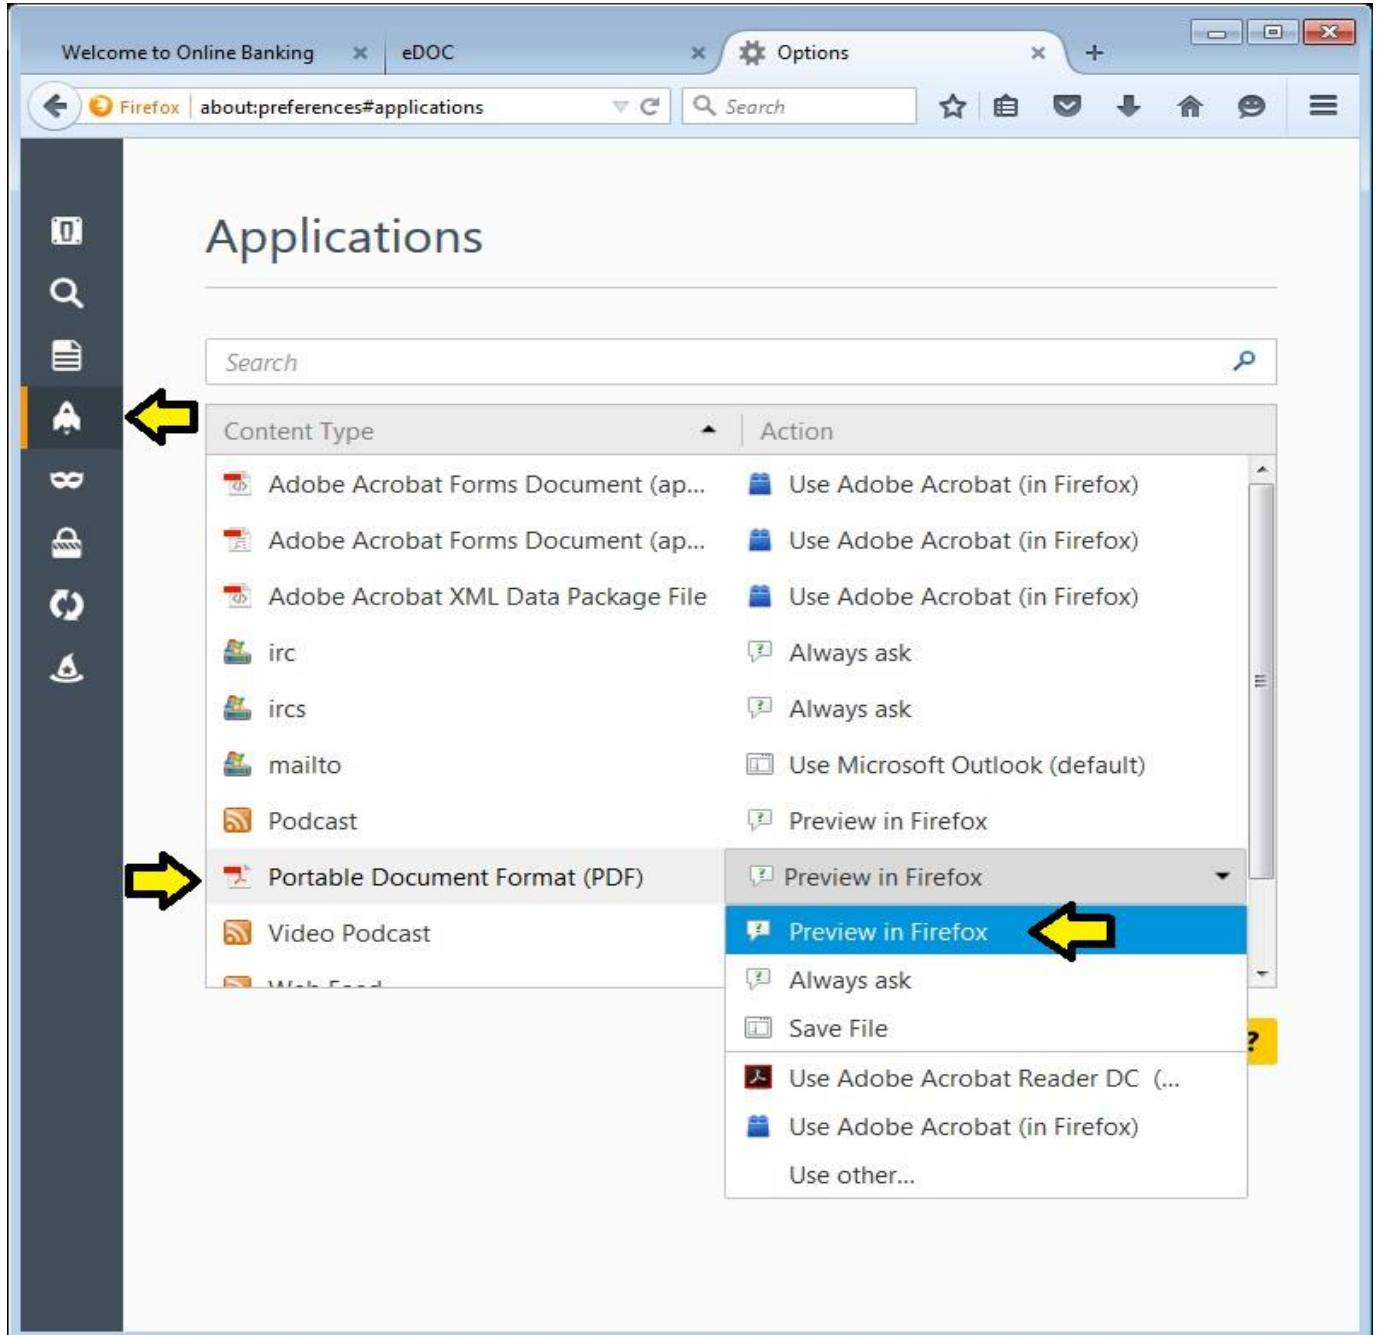 Welcome to Online Banking eDOC Options
Firefox about:preferences#applications Search
Applications
Search
Content Type Action
Adobe Acrobat Forms Document (ap... Use Adobe Acrobat (in Firefox)
Adobe Acrobat Forms Document (ap... Use Adobe Acrobat (in Firefox)
Adobe Acrobat XML Data Package File Use Adobe Acrobat (in Firefox)
irc Always ask
ircs Always ask
mailto Use Microsoft Outlook (default)
Podcast Preview in Firefox
Portable Document Format (PDF) Preview in Firefox
Video Podcast Preview in Firefox
Web Feed Always ask
Save File
?
Use Adobe Acrobat Reader DC (...
Use Adobe Acrobat (in Firefox)
Use other...